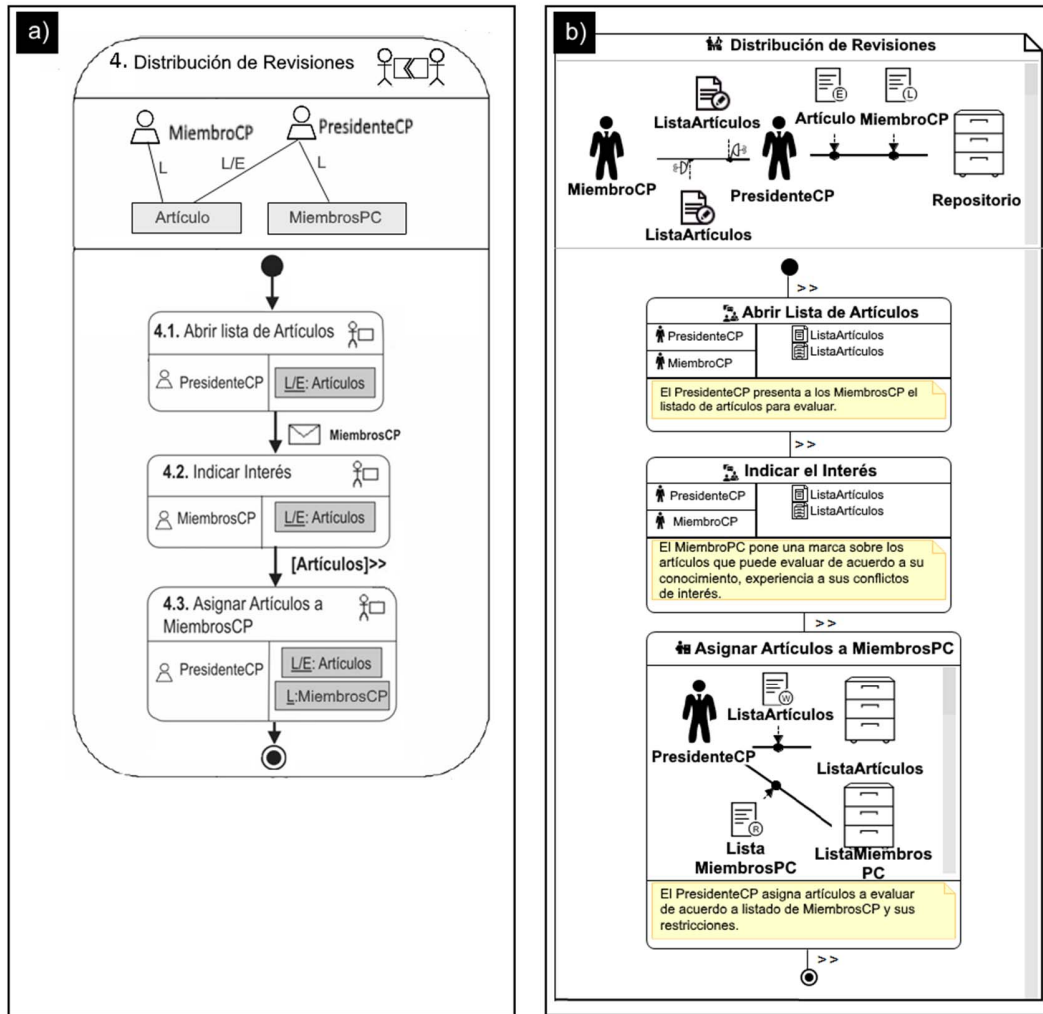 a)
4. Distribución de Revisiones
MiembroCP
PresidenteCP
L
L/E
L
Artículo
MiembrosPC
4.1. Abrir lista de Artículos
PresidenteCP
L/E: Artículos
MiembrosCP
4.2. Indicar Interés
MiembrosCP
L/E: Artículos
[Artículos]>>
4.3. Asignar Artículos a
MiembrosCP
PresidenteCP
L/E: Artículos
L:MiembrosCP
b)
Distribución de Revisiones
E
L
ListaArtículos
Artículo
MiembroCP
MiembroCP
PresidenteCP
Repositorio
ListaArtículos
>>
Abrir Lista de Artículos
PresidenteCP
ListaArtículos
ListaArtículos
MiembroCP
El PresidenteCP presenta a los MiembrosCP el
listado de artículos para evaluar.
>>
Indicar el Interés
PresidenteCP
ListaArtículos
ListaArtículos
MiembroCP
El MiembroPC pone una marca sobre los
artículos que puede evaluar de acuerdo a su
conocimiento, experiencia a sus conflictos
de interés.
>>
Asignar Artículos a MiembrosPC
W
ListaArtículos
PresidenteCP
ListaArtículos
R
Lista
MiembrosPC
ListaMiembros
PC
El PresidenteCP asigna artículos a evaluar
de acuerdo a listado de MiembrosCP y sus
restricciones.
>>